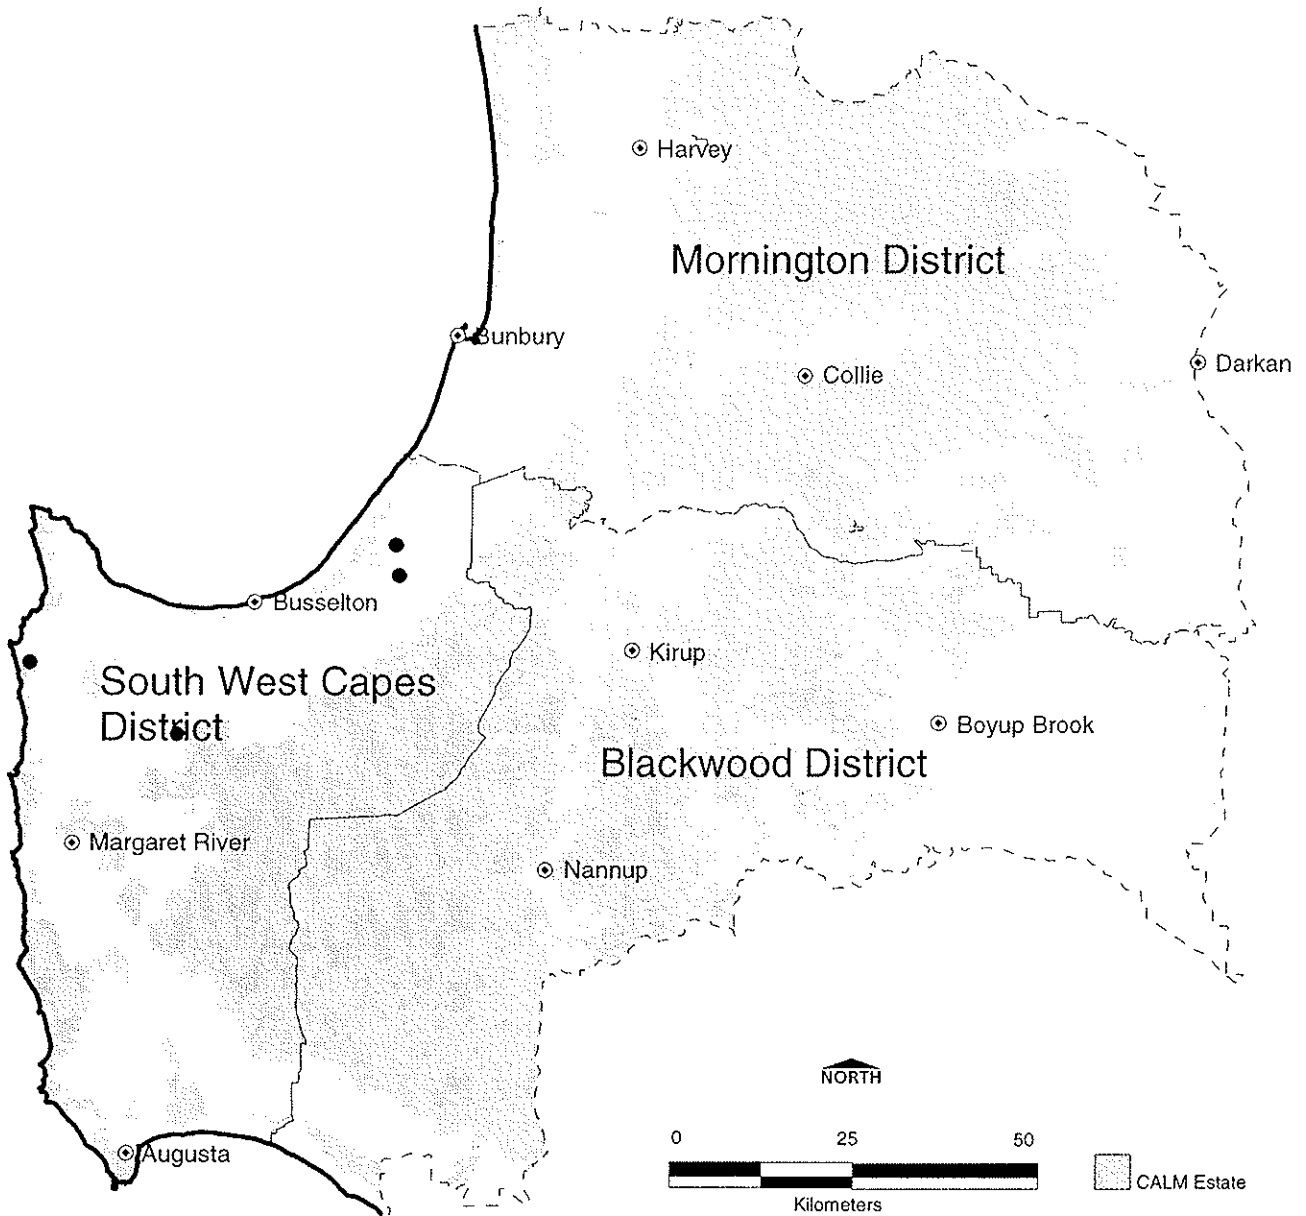 Harvey
Mornington District
Bunbury
Darkan
Collie
Busselton
Kirup
South West Capes
District
Boyup Brook
Blackwood District
Margaret River
Nannup
NORTH
0 25 50
Augusta
CALM Estate
Kilometers